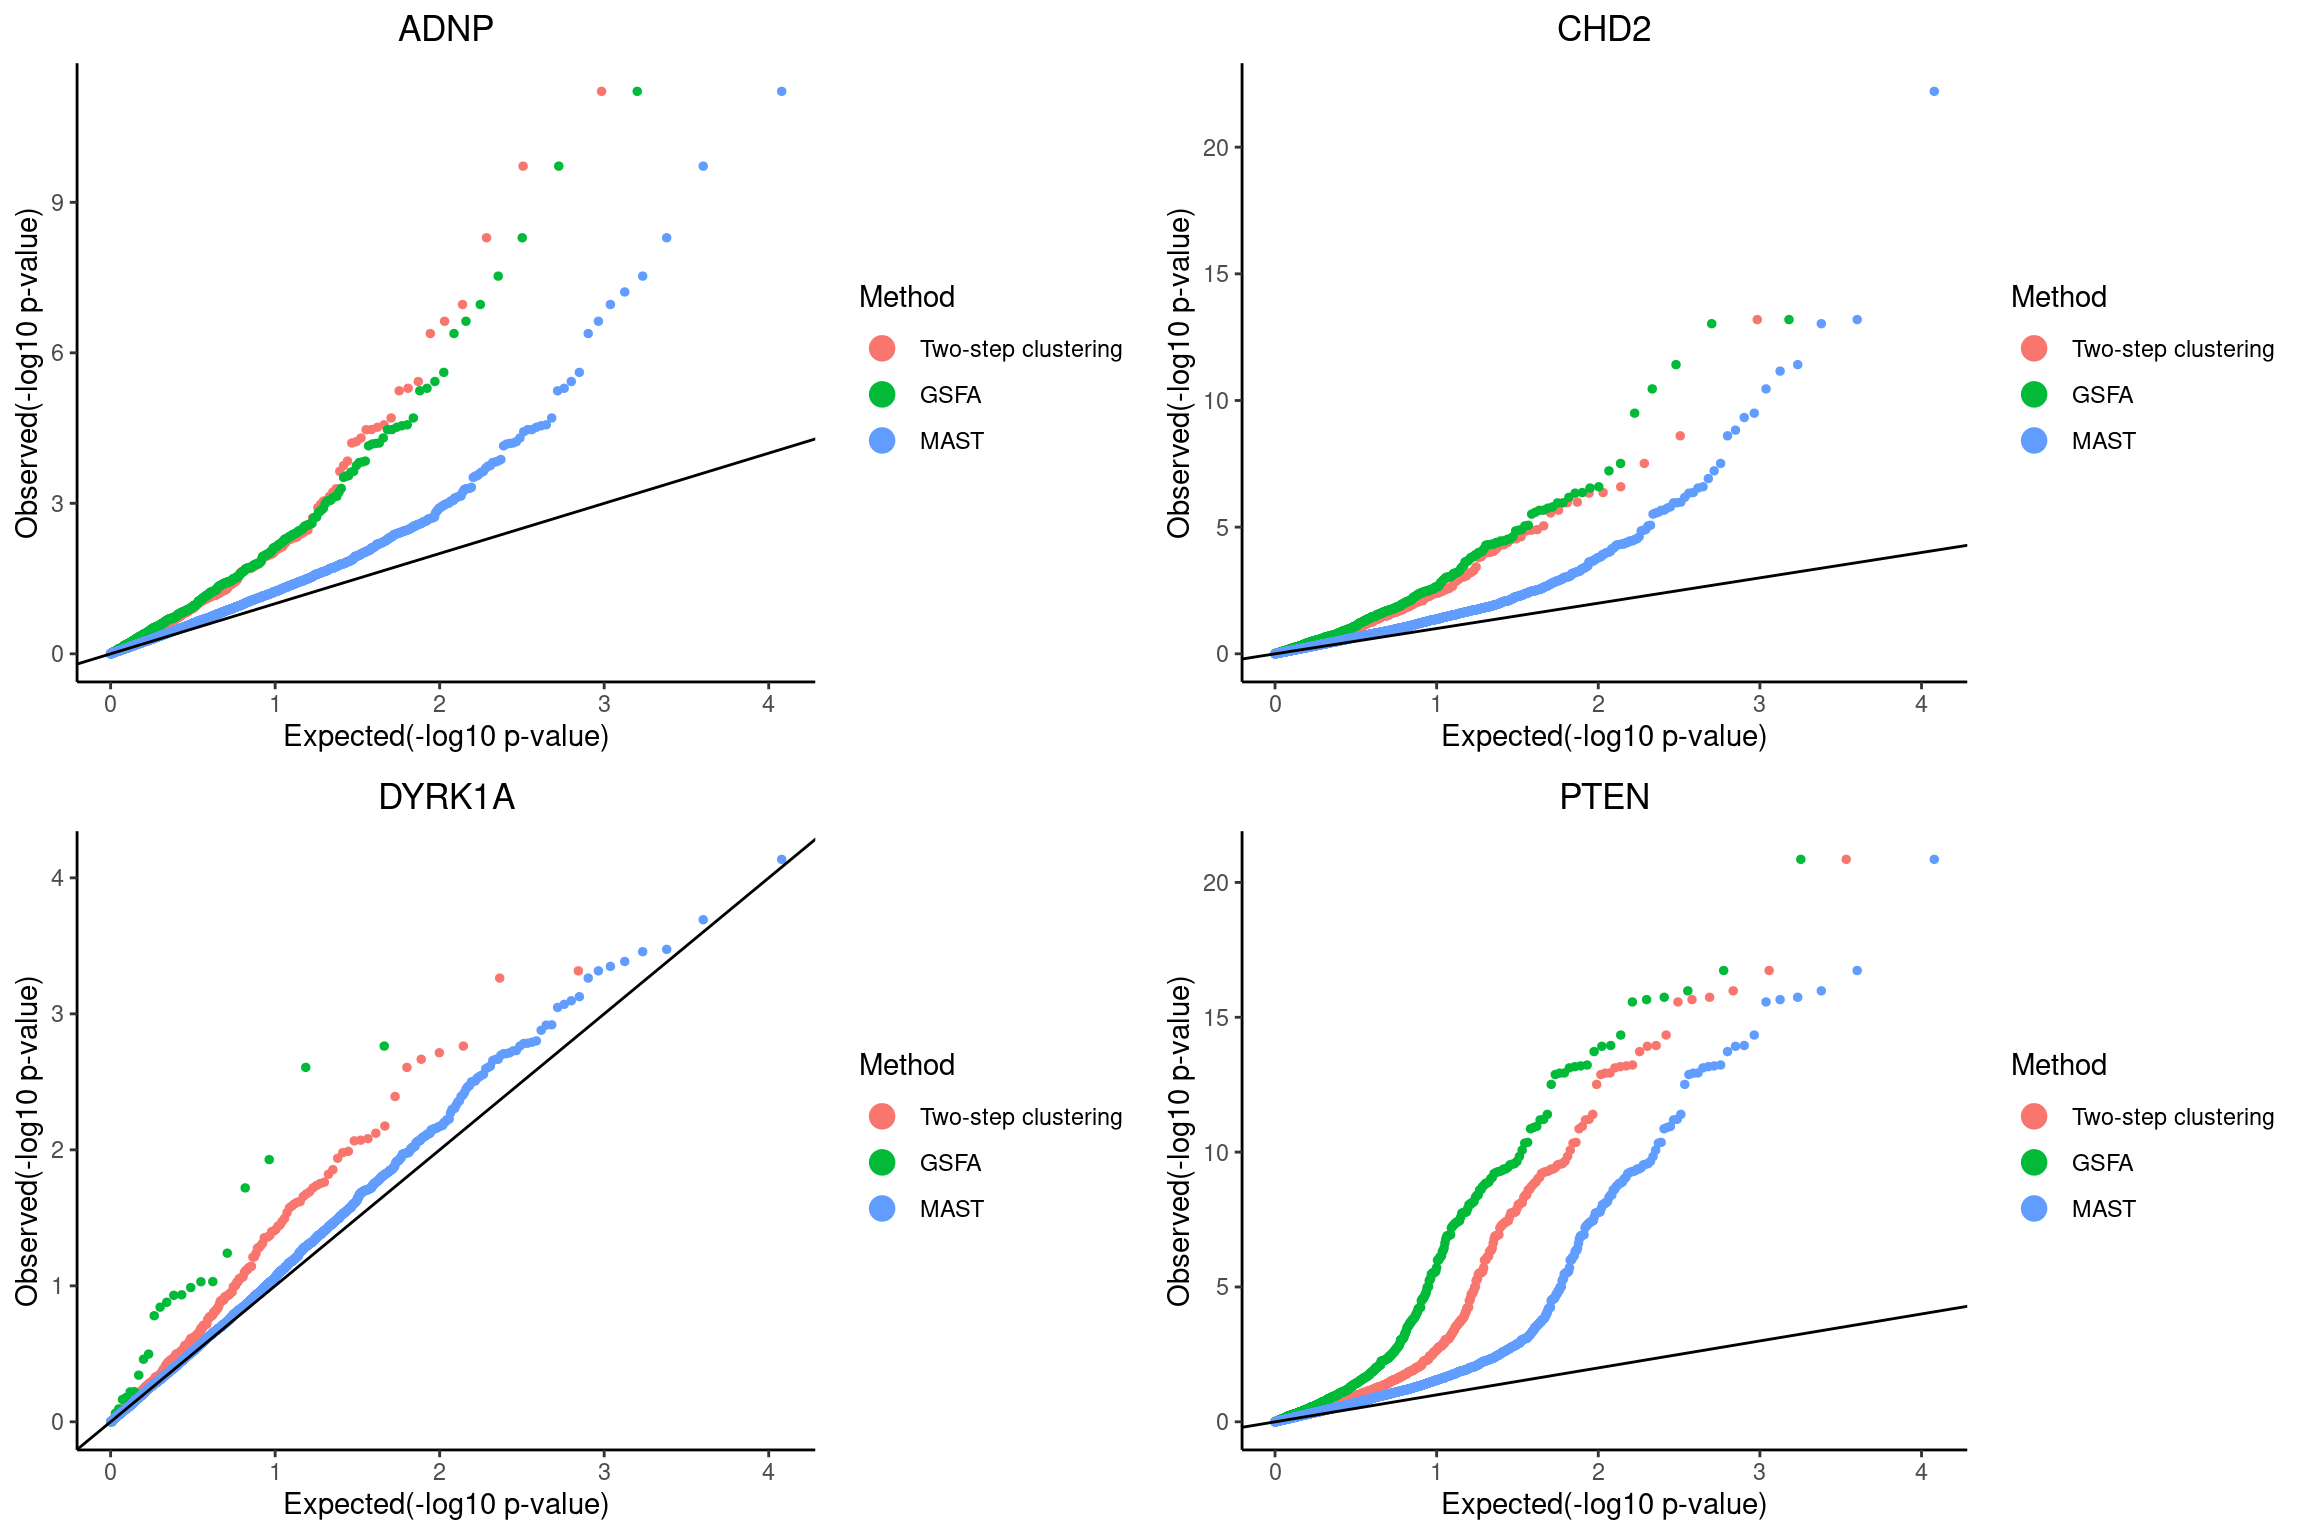 ADNP
Observed(-log10 p-value)
9
6
3
0
0 1 2 3 4
Expected(-log10 p-value)
Method
Two-step clustering
GSFA
MAST
CHD2
Observed(-log10 p-value)
20
15
10
5
0
0 1 2 3 4
Expected(-log10 p-value)
Method
Two-step clustering
GSFA
MAST
DYRK1A
Observed(-log10 p-value)
4
3
2
1
0
0 1 2 3 4
Expected(-log10 p-value)
Method
Two-step clustering
GSFA
MAST
PTEN
Observed(-log10 p-value)
20
15
10
5
0
0 1 2 3 4
Expected(-log10 p-value)
Method
Two-step clustering
GSFA
MAST